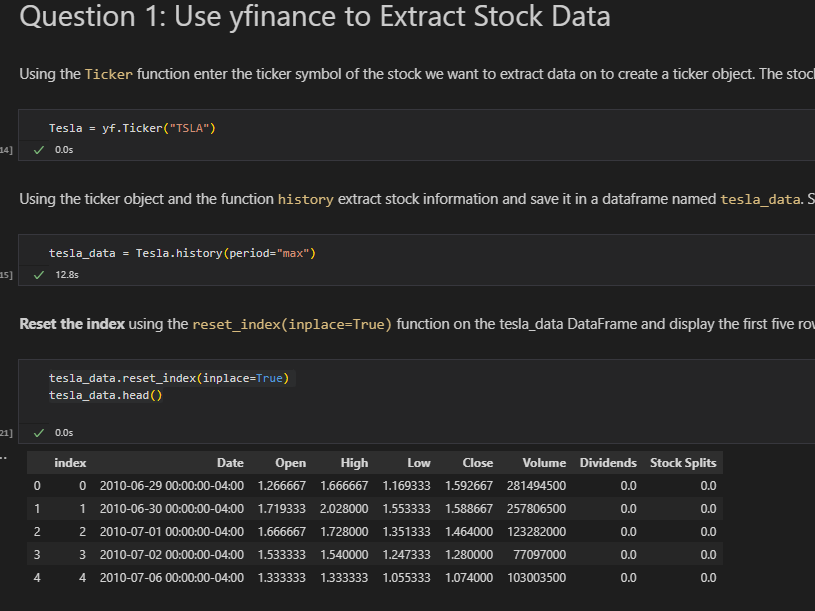 Question 1: Use yfinance to Extract Stock Data
Using the Ticker function enter the ticker symbol of the stock we want to extract data on to create a ticker object. The stock
Tesla = yf.Ticker("TSLA")
14] ✓ 0.0s
Using the ticker object and the function history extract stock information and save it in a dataframe named tesla_data. S
tesla_data = Tesla.history(period="max")
15] ✓ 12.8s
Reset the index using the reset_index(inplace=True) function on the tesla_data DataFrame and display the first five row
tesla_data.reset_index(inplace=True)
tesla_data.head()
21] ✓ 0.0s
index Date Open High Low Close Volume Dividends Stock Splits
0 0 2010-06-29 00:00:00-04:00 1.266667 1.666667 1.169333 1.592667 281494500 0.0 0.0
1 1 2010-06-30 00:00:00-04:00 1.719333 2.028000 1.553333 1.588667 257806500 0.0 0.0
2 2 2010-07-01 00:00:00-04:00 1.666667 1.728000 1.351333 1.464000 123282000 0.0 0.0
3 3 2010-07-02 00:00:00-04:00 1.533333 1.540000 1.247333 1.280000 77097000 0.0 0.0
4 4 2010-07-06 00:00:00-04:00 1.333333 1.333333 1.055333 1.074000 103003500 0.0 0.0